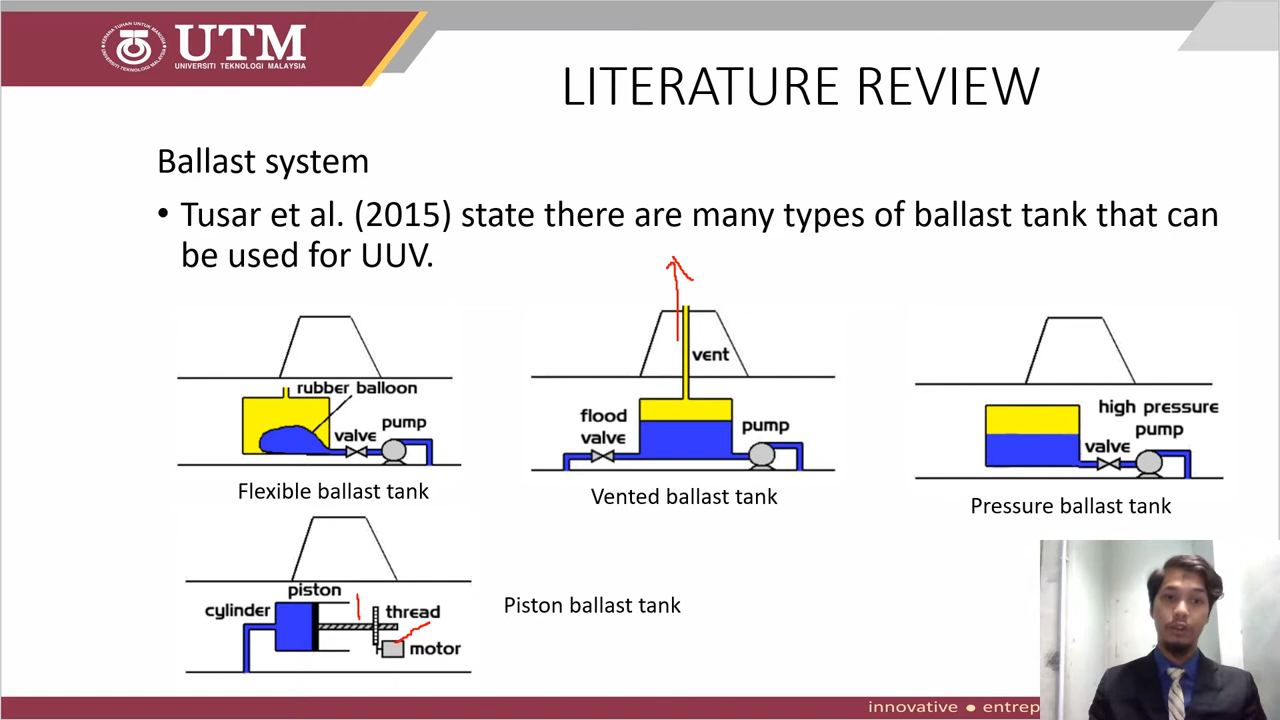 UTM
UNIVERSITI TEKNOLOGI MALAYSIA
LITERATURE REVIEW
Ballast system
• Tusar et al. (2015) state there are many types of ballast tank that can
be used for UUV.
rubber balloon
pump
valve
Flexible ballast tank
vent
flood
valve
pump
Vented ballast tank
high pressure
pump
valve
Pressure ballast tank
piston
cylinder
thread
motor
Piston ballast tank
innovative ● entrep